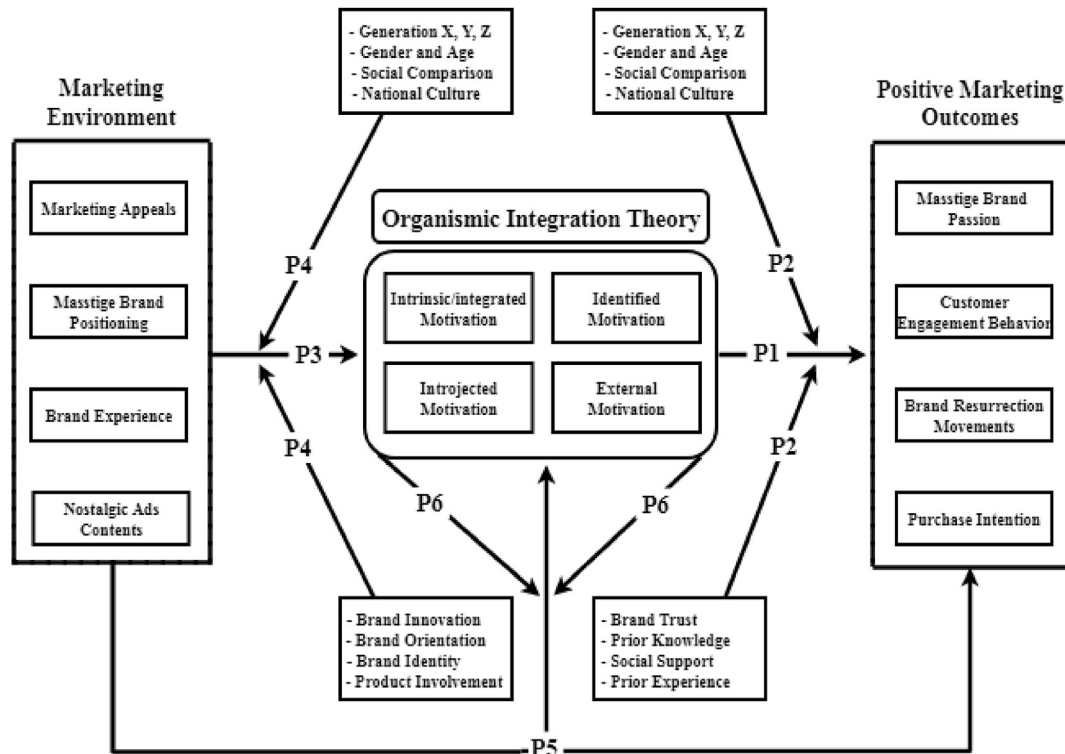 - Generation X, Y, Z
- Gender and Age
- Social Comparison
- National Culture
- Generation X, Y, Z
- Gender and Age
- Social Comparison
- National Culture
Marketing
Environment
Positive Marketing
Outcomes
Marketing Appeals
Masstige Brand
Positioning
Brand Experience
Nostalgic Ads
Contents
Organismic Integration Theory
Intrinsic/integrated
Motivation
Identified
Motivation
Introjected
Motivation
External
Motivation
Masstige Brand
Passion
Customer
Engagement Behavior
Brand Resurrection
Movements
Purchase Intention
P4
P2
P3
P1
P4
P2
P6
P6
- Brand Innovation
- Brand Orientation
- Brand Identity
- Product Involvement
- Brand Trust
- Prior Knowledge
- Social Support
- Prior Experience
P5